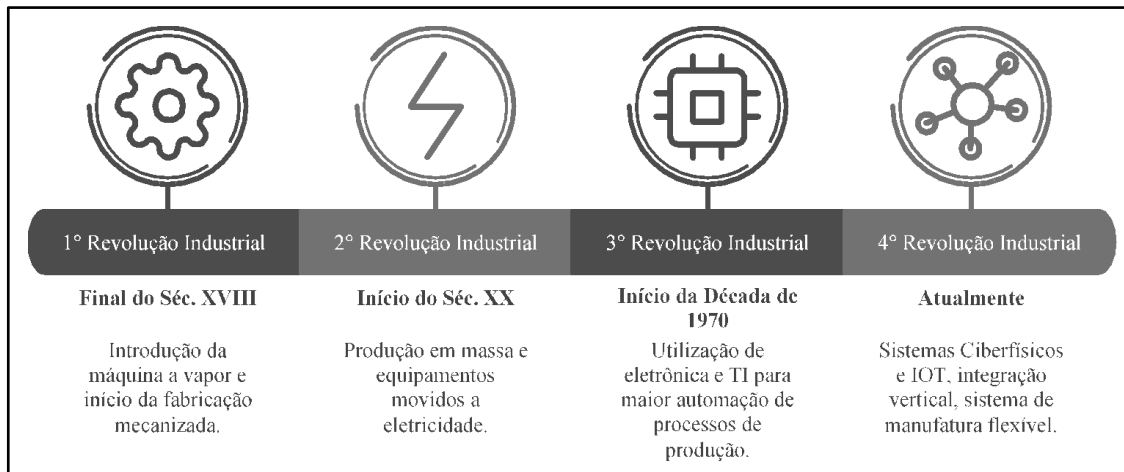 1° Revolução Industrial
2° Revolução Industrial
3° Revolução Industrial
4° Revolução Industrial
Final do Séc. XVIII
Introdução da
máquina a vapor e
início da fabricação
mecanizada.
Início do Séc. XX
Produção em massa e
equipamentos
movidos a
eletricidade.
Início da Década de
1970
Utilização de
eletrônica e TI para
maior automação de
processos de
produção.
Atualmente
Sistemas Ciberfísicos
e IOT, integração
vertical, sistema de
manufatura flexível.